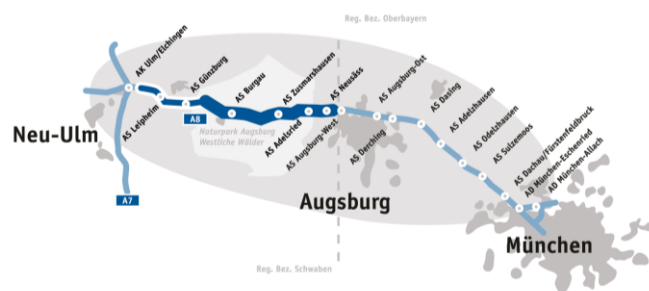 Reg. Bez. Oberbayern
AK Ulm/Elchingen
AS Leipheim
AS Günzburg
A8
AS Burgau
AS Zusmarshausen
AS Adelsried
AS Neusäss
AS Augsburg-West
AS Augsburg-Ost
AS Derching
AS Dasing
AS Adelzhausen
AS Odelzhausen
AS Sulzemoos
AS Dachau/Fürstenfeldbruck
AD München-Eschenried
AD München-Allach
Naturpark Augsburg
Westliche Wälder
Neu-Ulm
A7
Augsburg
München
Reg. Bez. Schwaben